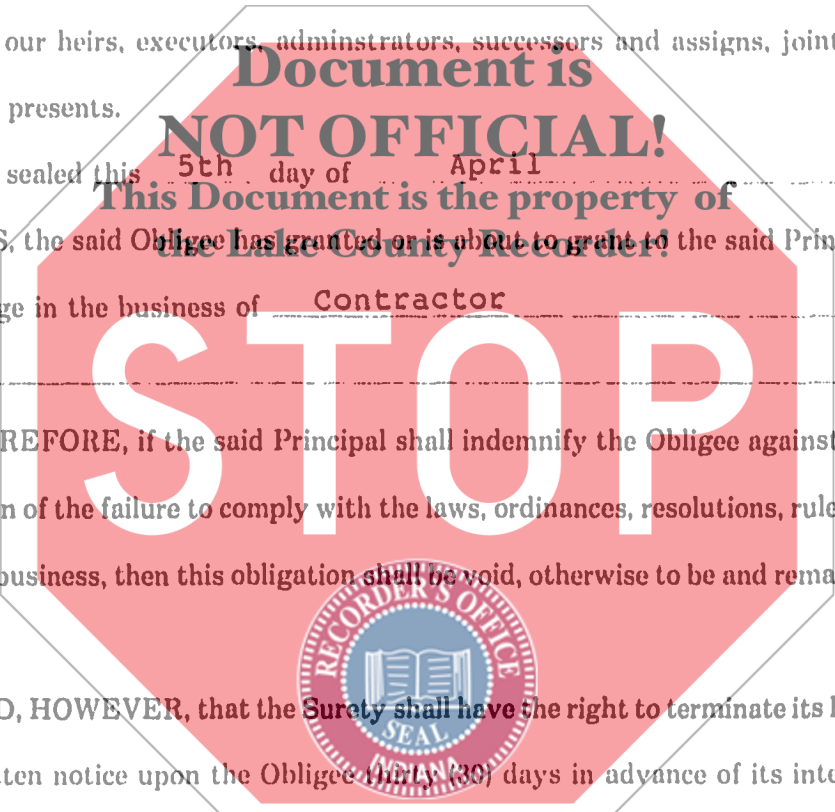 our heirs, executors, adminstrators, successors and assigns, joint
Document is
presents.
NOT OFFICIAL!
sealed this 5th day of April
This Document is the property of
S, the said Obligee has granted or is about to grant to the said Prin
the Lake County Recorder!
ge in the business of Contractor
STOP
REFORE, if the said Principal shall indemnify the Obligee against
n of the failure to comply with the laws, ordinances, resolutions, rule
business, then this obligation shall be void, otherwise to be and rema
RECORDER'S OFFICE
D, HOWEVER, that the Surety shall have the right to terminate its l
SEAL
INDIANA
ten notice upon the Obligee thirty (30) days in advance of its inte